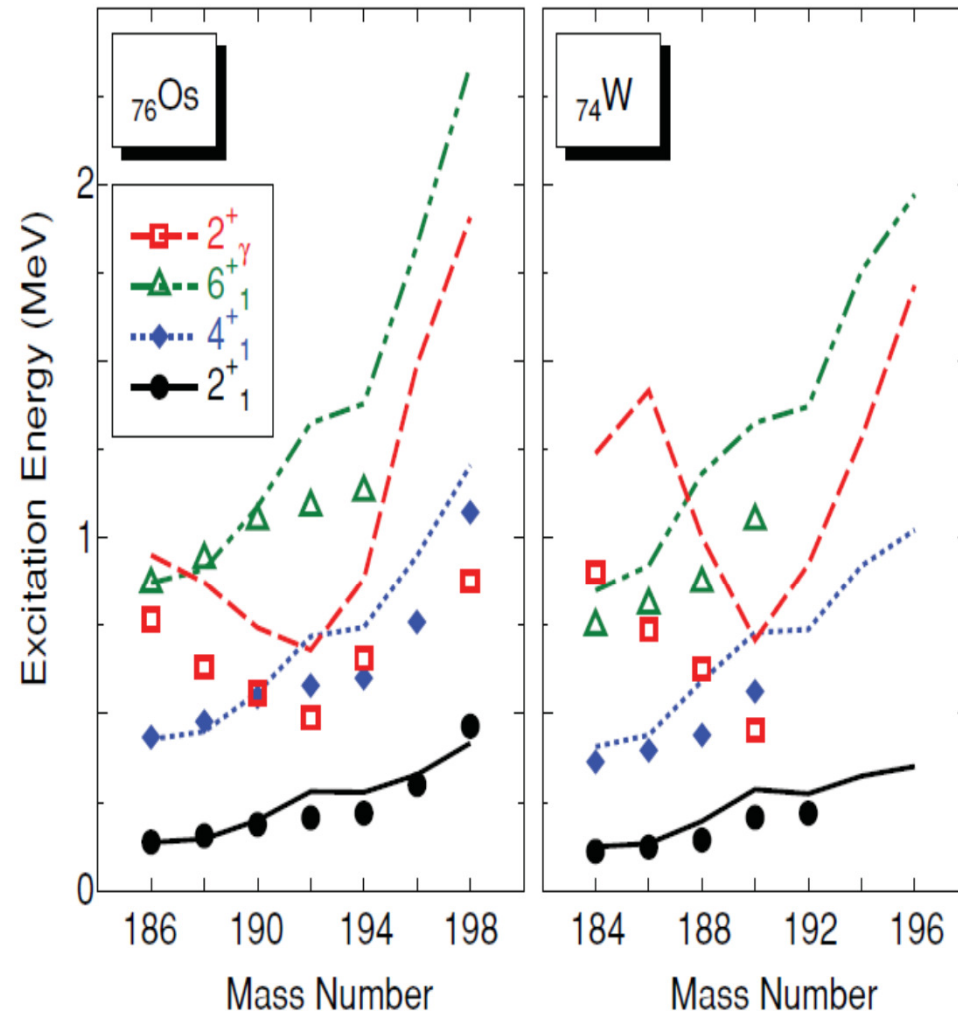 76Os
74W
2+γ
6+1
4+1
2+1
Excitation Energy (MeV)
2
1
0
186 190 194 198
184 188 192 196
Mass Number
Mass Number